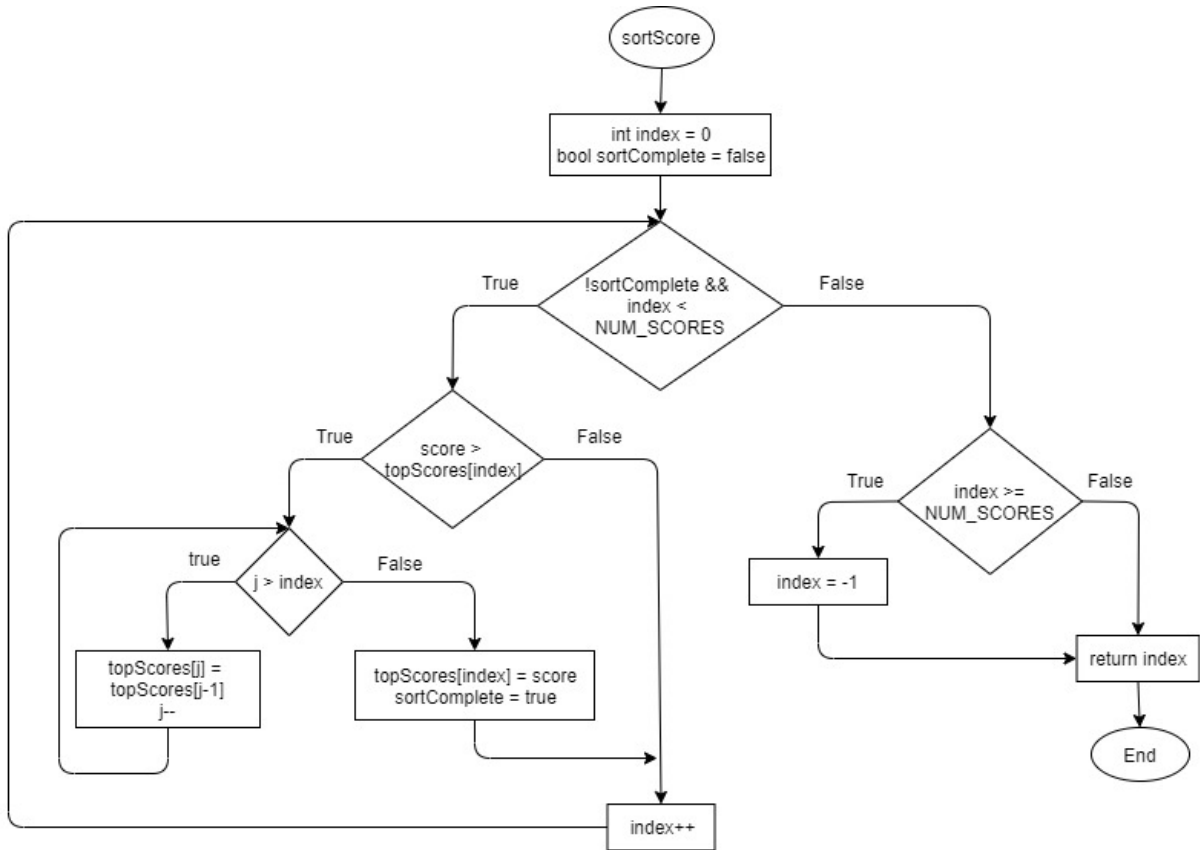 sortScore
int index = 0
bool sortComplete = false
True
!sortComplete &&
index <
NUM_SCORES
False
True
score >
topScores[index]
False
True
index >=
NUM_SCORES
False
true
j > index
False
index = -1
topScores[j] =
topScores[j-1]
j--
topScores[index] = score
sortComplete = true
return index
End
index++